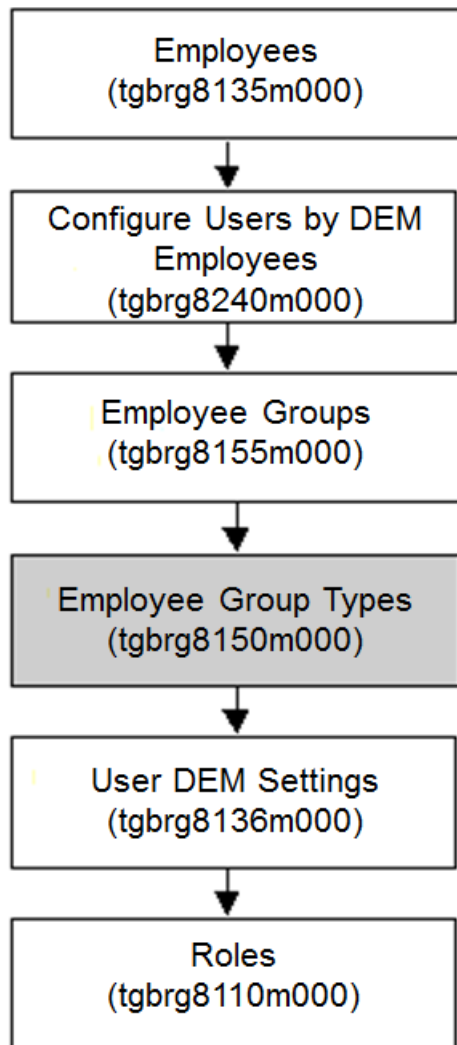 Employees
(tgbrg8135m000)
Configure Users by DEM
Employees
(tgbrg8240m000)
Employee Groups
(tgbrg8155m000)
Employee Group Types
(tgbrg8150m000)
User DEM Settings
(tgbrg8136m000)
Roles
(tgbrg8110m000)